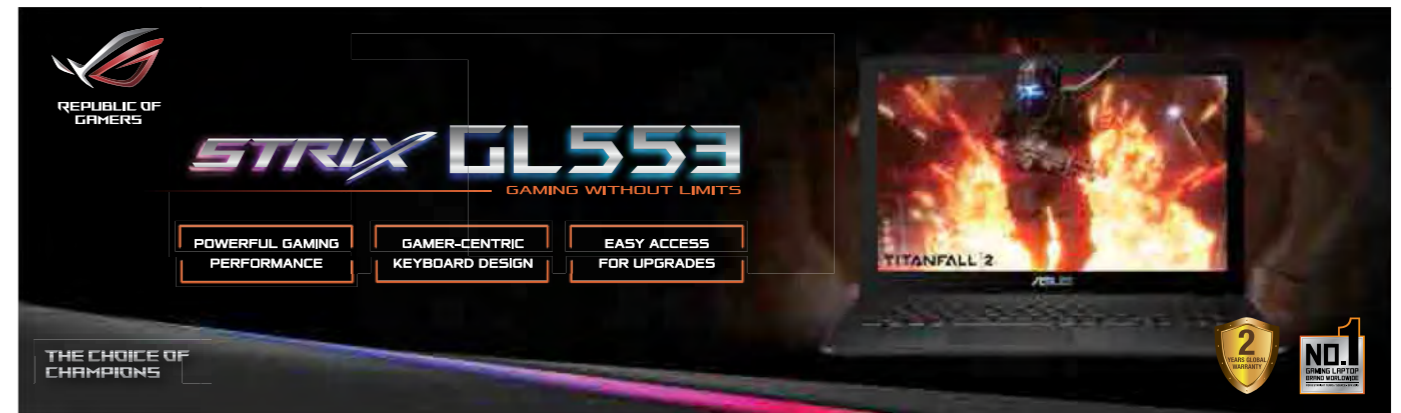 REPUBLIC OF
GAMERS
STRIX GL553
GAMING WITHOUT LIMITS
POWERFUL GAMING
PERFORMANCE
GAMER-CENTRIC
KEYBOARD DESIGN
EASY ACCESS
FOR UPGRADES
TITANFALL 2
ASUS
THE CHOICE OF
CHAMPIONS
2
YEARS GLOBAL
WARRANTY
NO.1
GAMING LAPTOP
BRAND WORLDWIDE